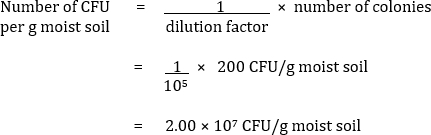 Number of CFU = 1 × number of colonies
per g moist soil dilution factor
= 1 × 200 CFU/g moist soil
10⁵
= 2.00 × 10⁷ CFU/g moist soil